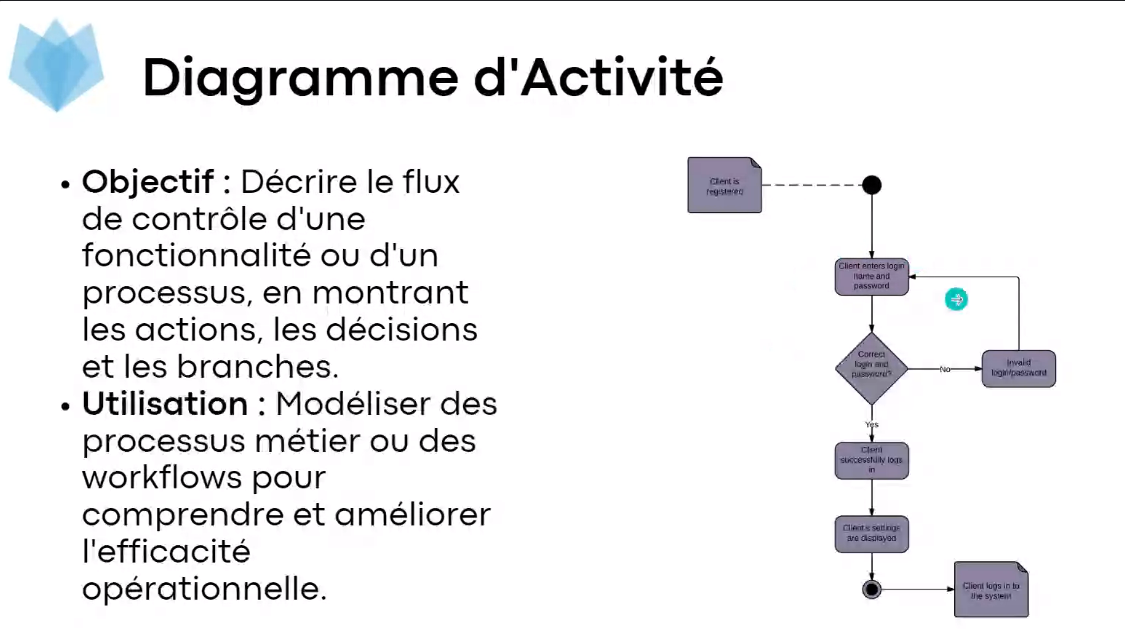 Diagramme d'Activité
• Objectif : Décrire le flux
de contrôle d'une
fonctionnalité ou d'un
processus, en montrant
les actions, les décisions
et les branches.
• Utilisation : Modéliser des
processus métier ou des
workflows pour
comprendre et améliorer
l'efficacité
opérationnelle.
Client is
registered
Client enters login
name and
password
Correct
login and
password?
No
Invalid
login/password
Yes
Client
successfully logs
in
Client's settings
are displayed
Client logs in to
the system